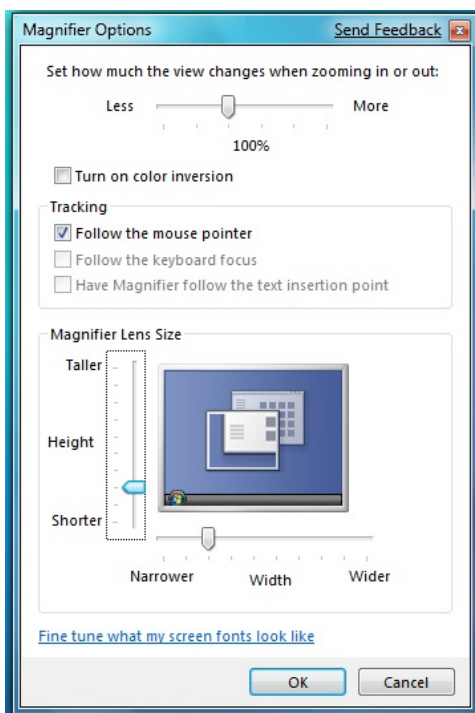 Magnifier Options Send Feedback
Set how much the view changes when zooming in or out:
Less More
100%
Turn on color inversion
Tracking
Follow the mouse pointer
Follow the keyboard focus
Have Magnifier follow the text insertion point
Magnifier Lens Size
Taller
Height
Shorter
Narrower Width Wider
Fine tune what my screen fonts look like
OK Cancel